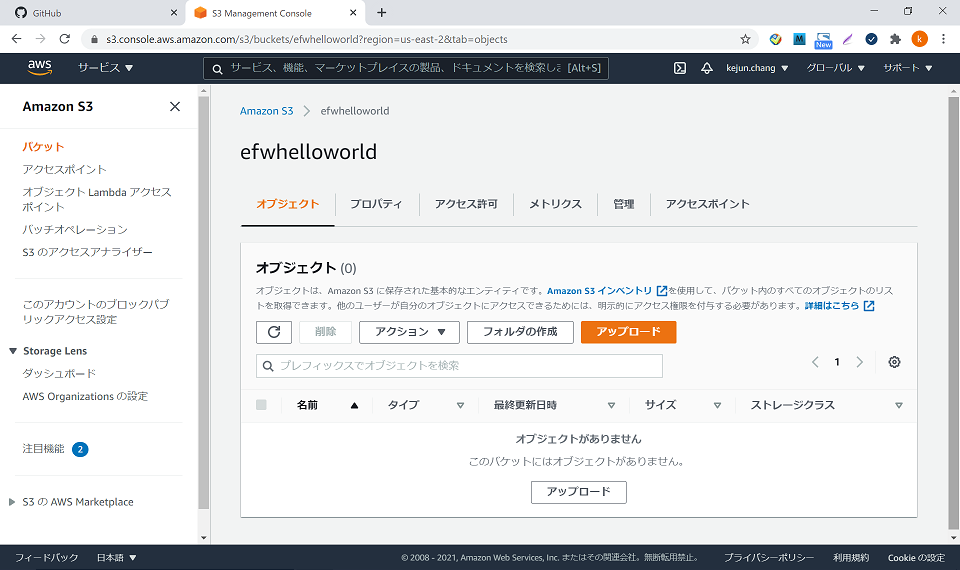 GitHub
S3 Management Console
s3.console.aws.amazon.com/s3/buckets/efwhelloworld?region=us-east-2&tab=objects
New
k
aws
サービス
サービス、機能、マーケットプレイスの製品、ドキュメントを検索し
[Alt+S]
kejun.chang
グローバル
サポート
Amazon S3
バケット
アクセスポイント
オブジェクト Lambda アクセス
ポイント
バッチオペレーション
S3 のアクセスアナライザー
このアカウントのブロックパブ
リックアクセス設定
Storage Lens
ダッシュボード
AWS Organizations の設定
注目機能 2
S3 の AWS Marketplace
Amazon S3 > efwhelloworld
efwhelloworld
オブジェクト
プロパティ
アクセス許可
メトリクス
管理
アクセスポイント
オブジェクト (0)
オブジェクトは、Amazon S3 に保存された基本的なエンティティです。Amazon S3 インベントリ を使用して、バケット内のすべてのオブジェクトのリス
トを取得できます。他のユーザーが自分のオブジェクトにアクセスできるためには、明示的にアクセス権限を付与する必要があります。詳細はこちら
削除
アクション
フォルダの作成
アップロード
プレフィックスでオブジェクトを検索
1
名前
タイプ
最終更新日時
サイズ
ストレージクラス
オブジェクトがありません
このバケットにはオブジェクトがありません。
アップロード
フィードバック
日本語
© 2008 - 2021, Amazon Web Services, Inc. またはその関連会社。無断転用禁止。
プライバシーポリシー
利用規約
Cookie の設定